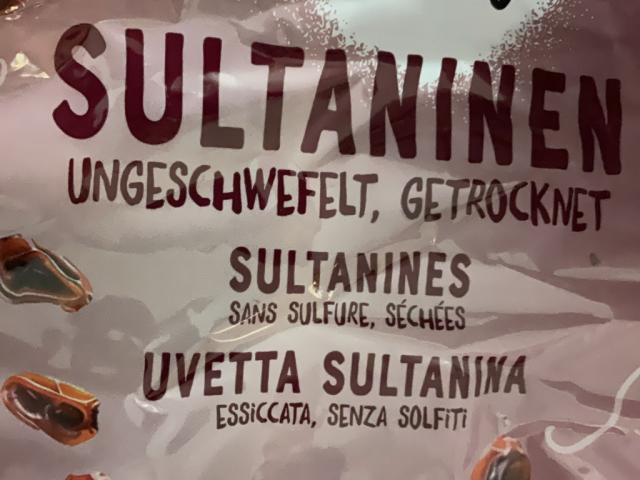 SULTANINEN
UNGESCHWEFELT, GETROCKNET
SULTANINES
SANS SULFURE, SÉCHÉES
UVETTA SULTANINA
ESSICCATA, SENZA SOLFITI